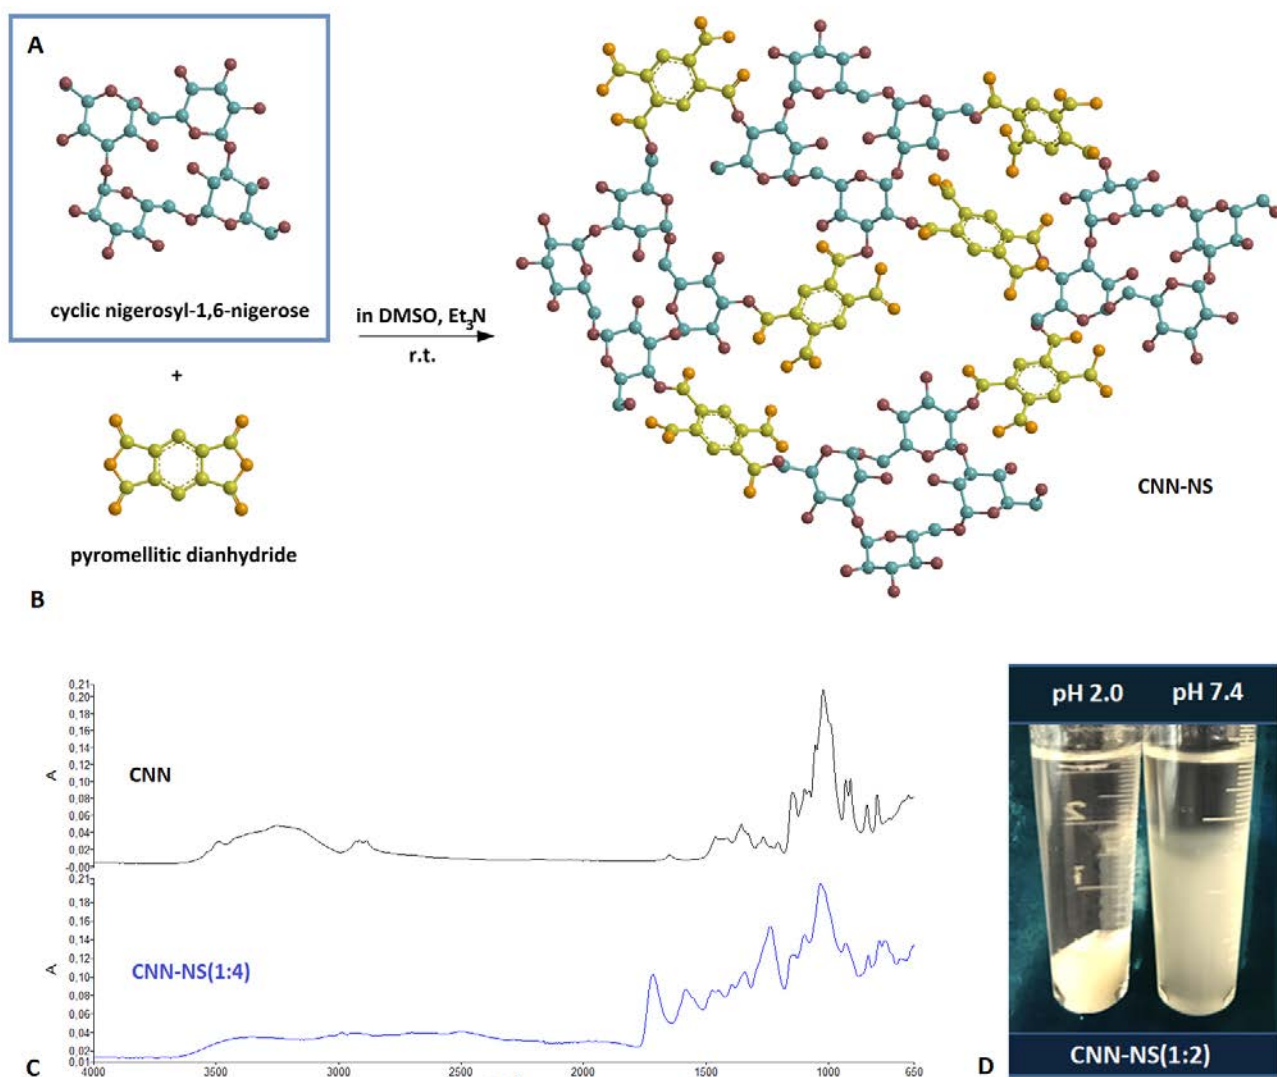 A
cyclic nigerosyl-1,6-nigerose
+
pyromellitic dianhydride
in DMSO, Et3N
r.t.
CNN-NS
B
0,21
0,20
0,18
0,16
0,14
0,12
0,10
0,08
0,06
0,04
0,02
-0.00
A
CNN
0,21
0,18
0,16
0,14
0,12
0,10
0,08
0,06
0,04
0.02
0.01
A
CNN-NS(1:4)
4000 3500 3000 2500 2000 1500 1000 650
C
pH 2.0 pH 7.4
2
1
CNN-NS(1:2)
D